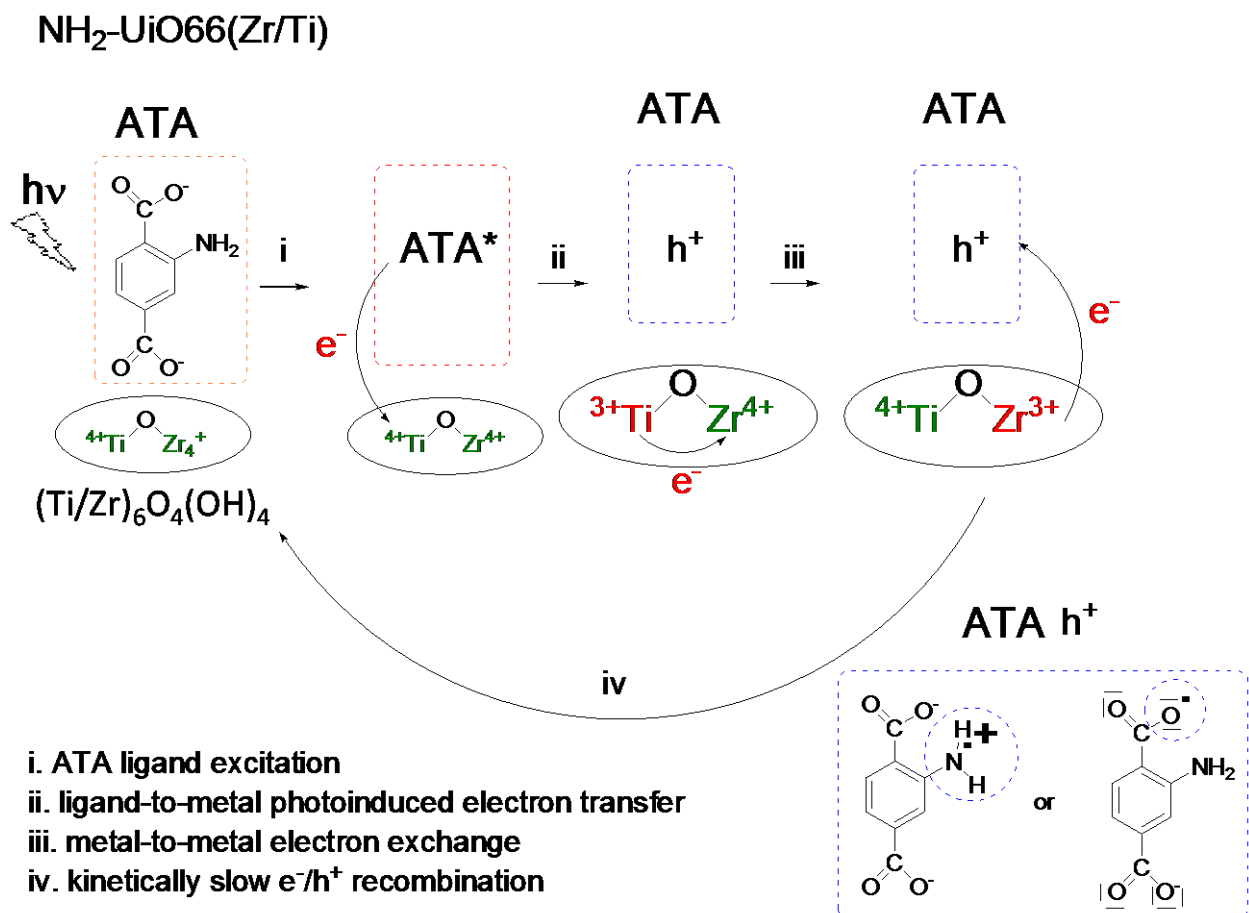 NH₂-UiO66(Zr/Ti)
ATA
ATA
ATA
hν
O
O⁻
C
NH₂
C
O
O⁻
i
ATA*
ii
h⁺
iii
h⁺
e⁻
e⁻
O
⁴⁺Ti Zr₄⁺
O
⁴⁺Ti Zr⁴⁺
O
³⁺Ti Zr⁴⁺
e⁻
O
⁴⁺Ti Zr³⁺
(Ti/Zr)₆O₄(OH)₄
iv
ATA h⁺
O
O⁻
C
H
N
H
·+
C
O
O⁻
or
O
O
C
NH₂
C
O
O⁻
i. ATA ligand excitation
ii. ligand-to-metal photoinduced electron transfer
iii. metal-to-metal electron exchange
iv. kinetically slow e⁻/h⁺ recombination